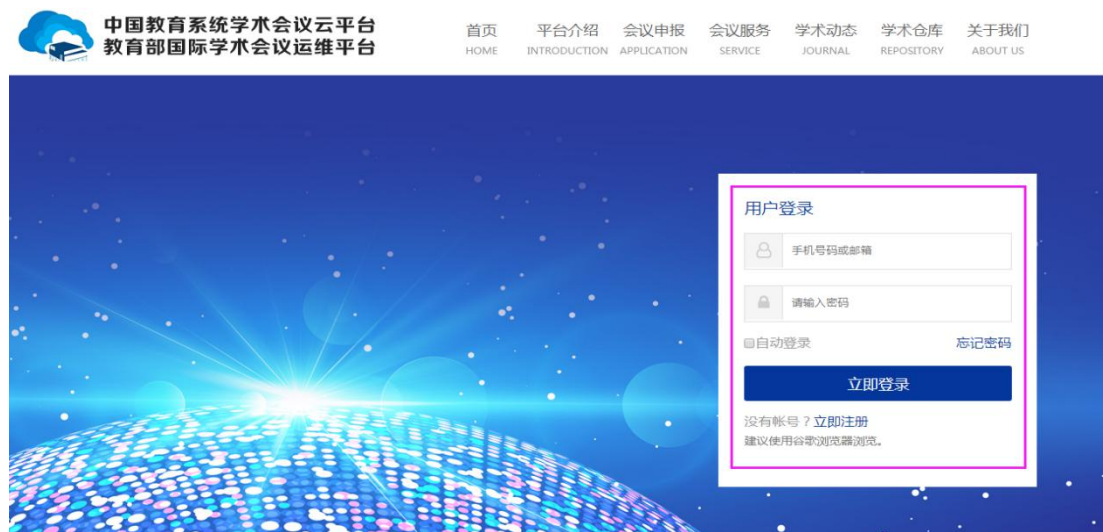 中国教育系统学术会议云平台
教育部国际学术会议运维平台
首页 平台介绍 会议申报 会议服务 学术动态 学术仓库 关于我们
HOME INTRODUCTION APPLICATION SERVICE JOURNAL REPOSITORY ABOUT US
用户登录
手机号码或邮箱
请输入密码
自动登录 忘记密码
立即登录
没有帐号？立即注册
建议使用谷歌浏览器浏览。